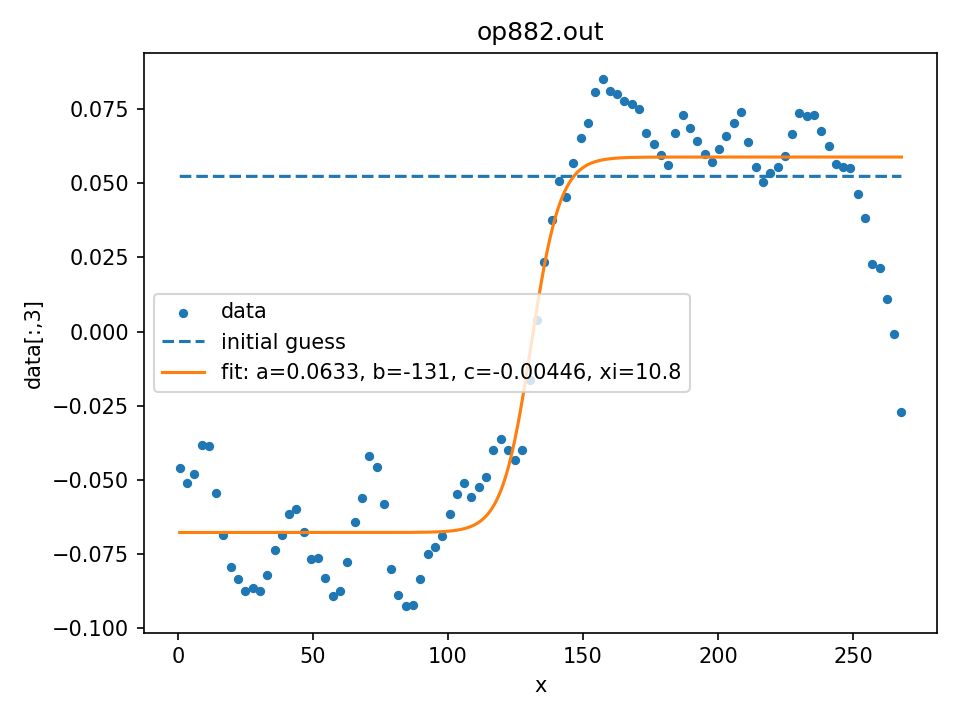 op882.out
data[:,3]
0.075
0.050
0.025
0.000
−0.025
−0.050
−0.075
−0.100
data
initial guess
fit: a=0.0633, b=-131, c=-0.00446, xi=10.8
0 50 100 150 200 250
x